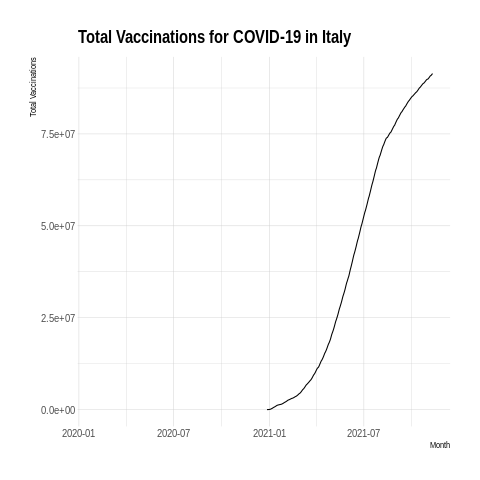 Total Vaccinations for COVID-19 in Italy
Total Vaccinations
7.5e+07
5.0e+07
2.5e+07
0.0e+00
2020-01
2020-07
2021-01
2021-07
Month